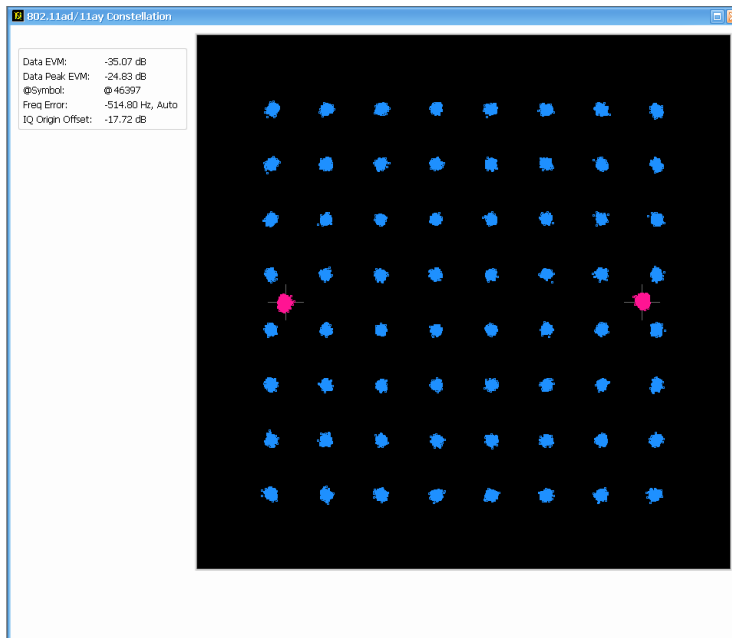 802.11ad/11ay Constellation
Data EVM: -35.07 dB
Data Peak EVM: -24.83 dB
@Symbol: @46397
Freq Error: -514.80 Hz, Auto
IQ Origin Offset: -17.72 dB